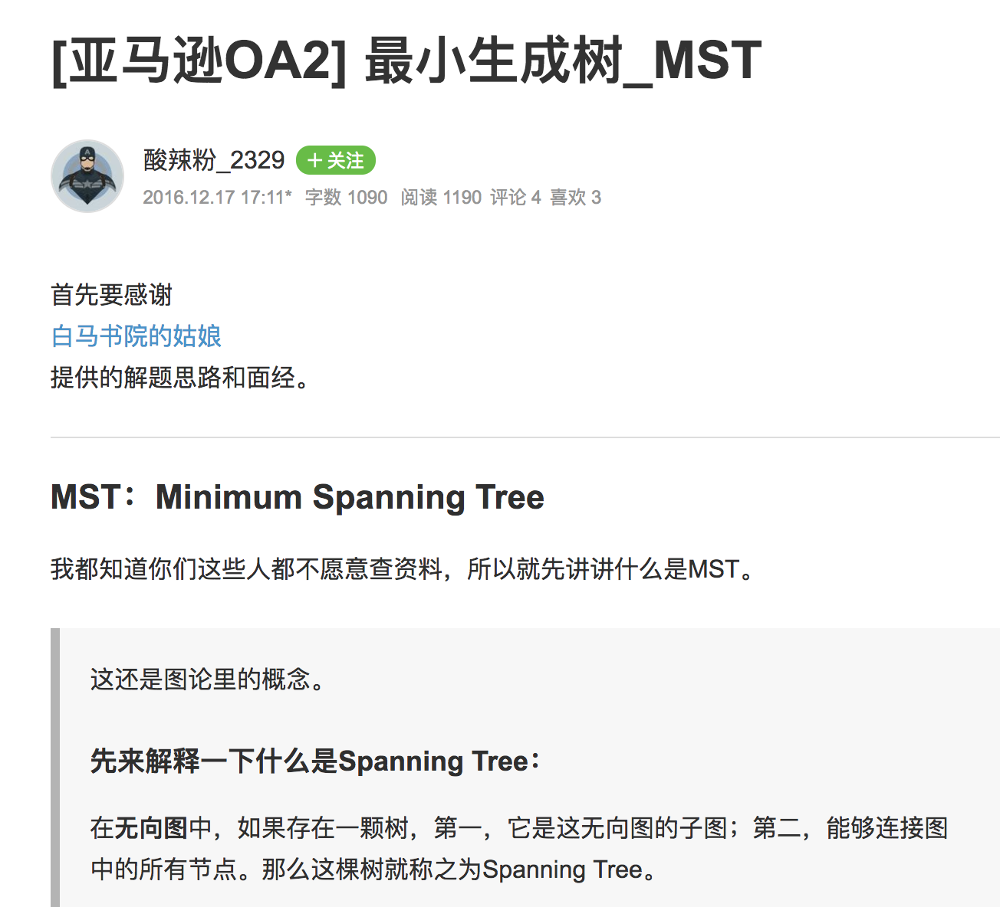 [亚马逊OA2] 最小生成树_MST
酸辣粉_2329 +关注
2016.12.17 17:11* 字数 1090 阅读 1190 评论 4 喜欢 3
首先要感谢
白马书院的姑娘
提供的解题思路和面经。
MST：Minimum Spanning Tree
我都知道你们这些人都不愿意查资料，所以就先讲讲什么是MST。
这还是图论里的概念。
先来解释一下什么是Spanning Tree：
在无向图中，如果存在一颗树，第一，它是这无向图的子图；第二，能够连接图
中的所有节点。那么这棵树就称之为Spanning Tree。